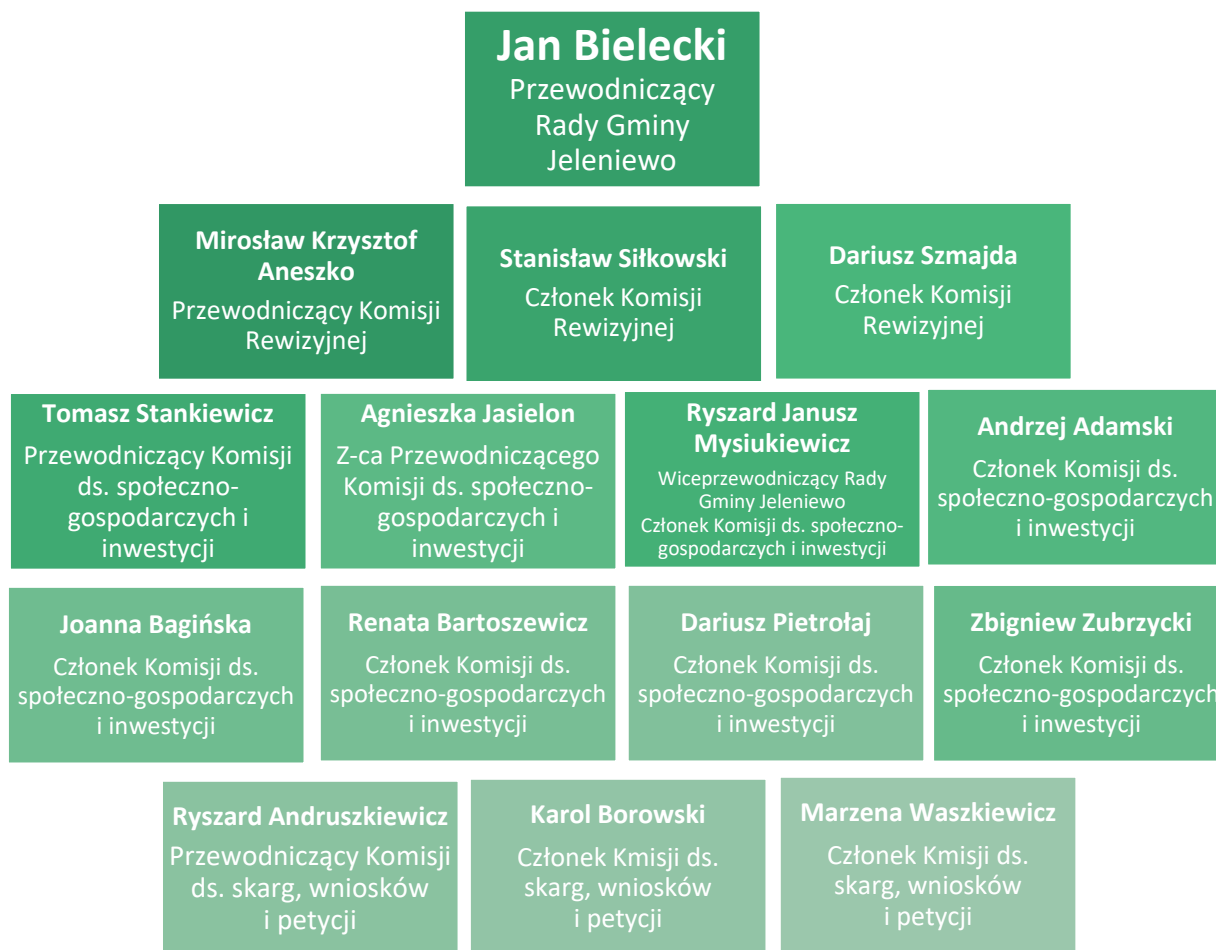 Jan Bielecki
Przewodniczący
Rady Gminy
Jeleniewo
Mirosław Krzysztof
Aneszko
Przewodniczący Komisji
Rewizyjnej
Stanisław Siłkowski
Członek Komisji
Rewizyjnej
Dariusz Szmajda
Członek Komisji
Rewizyjnej
Tomasz Stankiewicz
Przewodniczący Komisji
ds. społeczno-
gospodarczych i
inwestycji
Agnieszka Jasielon
Z-ca Przewodniczącego
Komisji ds. społeczno-
gospodarczych i
inwestycji
Ryszard Janusz
Mysiukiewicz
Wiceprzewodniczący Rady
Gminy Jeleniewo
Członek Komisji ds. społeczno-
gospodarczych i inwestycji
Andrzej Adamski
Członek Komisji ds.
społeczno-gospodarczych
i inwestycji
Joanna Bagińska
Członek Komisji ds.
społeczno-gospodarczych
i inwestycji
Renata Bartoszewicz
Członek Komisji ds.
społeczno-gospodarczych
i inwestycji
Dariusz Pietrołaj
Członek Komisji ds.
społeczno-gospodarczych
i inwestycji
Zbigniew Zubrzycki
Członek Komisji ds.
społeczno-gospodarczych
i inwestycji
Ryszard Andruszkiewicz
Przewodniczący Komisji
ds. skarg, wniosków
i petycji
Karol Borowski
Członek Kmisji ds.
skarg, wniosków
i petycji
Marzena Waszkiewicz
Członek Kmisji ds.
skarg, wniosków
i petycji